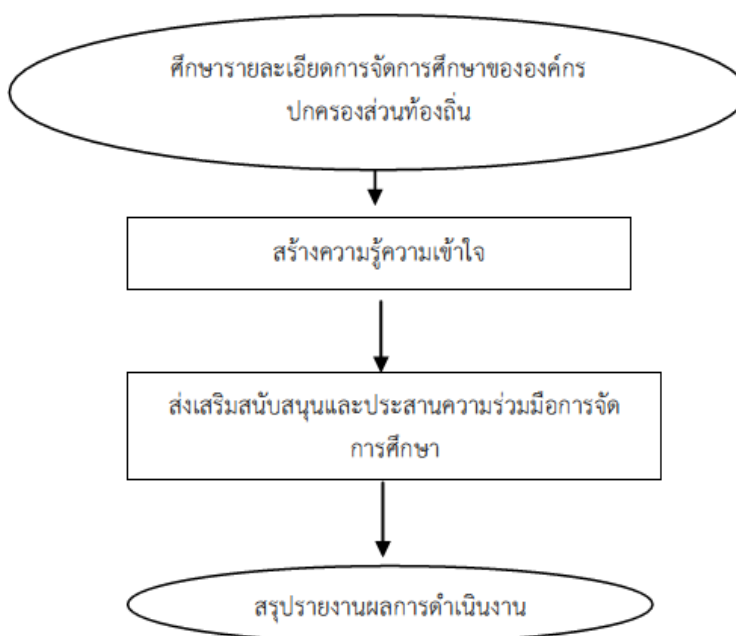 ศึกษารายละเอียดการจัดการศึกษาขององค์กร
ปกครองส่วนท้องถิ่น
สร้างความรู้ความเข้าใจ
ส่งเสริมสนับสนุนและประสานความร่วมมือการจัด
การศึกษา
สรุปรายงานผลการดำเนินงาน